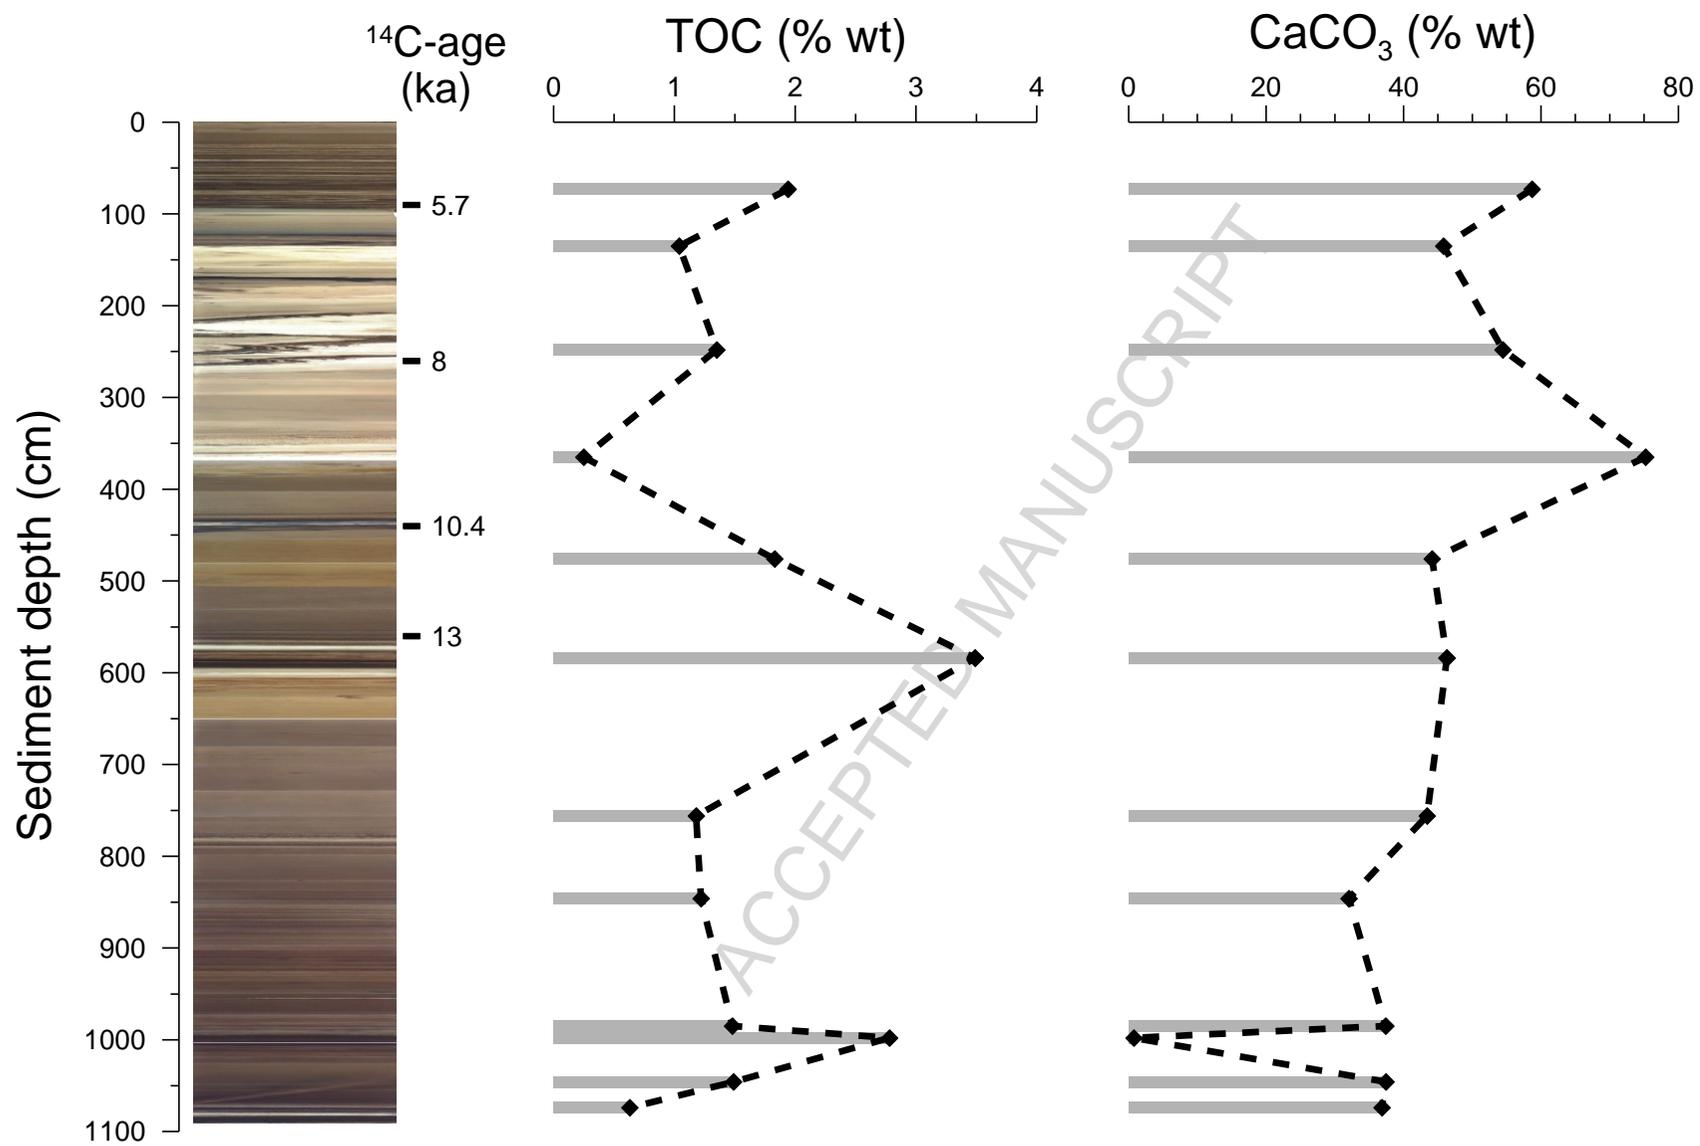 ¹⁴C-age
(ka)
TOC (% wt)
CaCO₃ (% wt)
0 1 2 3 4
0 20 40 60 80
Sediment depth (cm)
0
100
200
300
400
500
600
700
800
900
1000
1100
5.7
8
10.4
13
ACCEPTED MANUSCRIPT